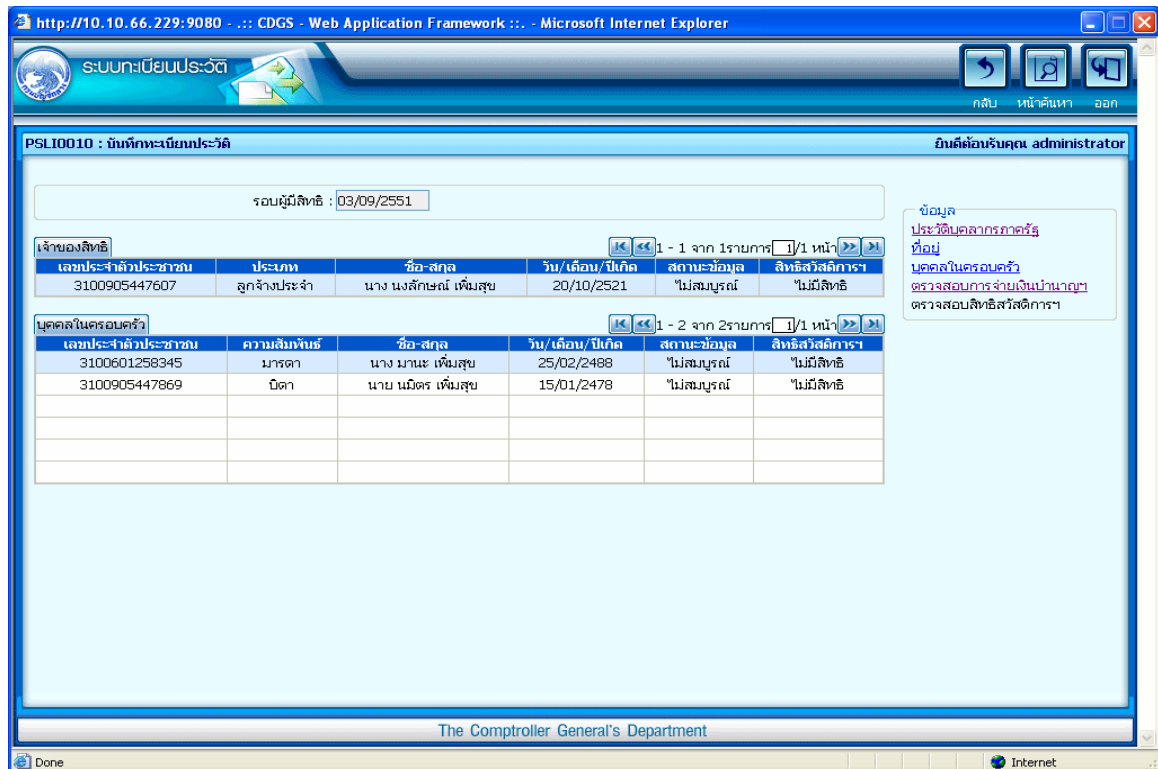 http://10.10.66.229:9080 - .:: CDGS - Web Application Framework ::. - Microsoft Internet Explorer
ระบบทะเบียนประวัติ
กลับ หน้าค้นหา ออก
PSLI0010 : บันทึกทะเบียนประวัติ ยินดีต้อนรับคุณ administrator
รอบผู้มีสิทธิ : 03/09/2551
ข้อมูล
ประวัติบุคลากรภาครัฐ
ที่อยู่
บุคคลในครอบครัว
ตรวจสอบการจ่ายเงินบำนาญฯ
ตรวจสอบสิทธิสวัสดิการฯ
เจ้าของสิทธิ 1 - 1 จาก 1รายการ 1/1 หน้า
เลขประจำตัวประชาชน ประเภท ชื่อ-สกุล วัน/เดือน/ปีเกิด สถานะข้อมูล สิทธิสวัสดิการฯ
3100905447607 ลูกจ้างประจำ นาง นงลักษณ์ เพิ่มสุข 20/10/2521 ไม่สมบูรณ์ ไม่มีสิทธิ
บุคคลในครอบครัว 1 - 2 จาก 2รายการ 1/1 หน้า
เลขประจำตัวประชาชน ความสัมพันธ์ ชื่อ-สกุล วัน/เดือน/ปีเกิด สถานะข้อมูล สิทธิสวัสดิการฯ
3100601258345 มารดา นาง มานะ เพิ่มสุข 25/02/2488 ไม่สมบูรณ์ ไม่มีสิทธิ
3100905447869 บิดา นาย นมิตร เพิ่มสุข 15/01/2478 ไม่สมบูรณ์ ไม่มีสิทธิ
The Comptroller General's Department
Done Internet